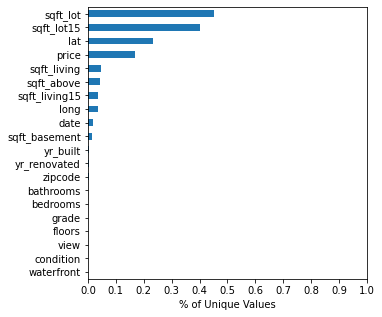 sqft_lot
sqft_lot15
lat
price
sqft_living
sqft_above
sqft_living15
long
date
sqft_basement
yr_built
yr_renovated
zipcode
bathrooms
bedrooms
grade
floors
view
condition
waterfront
0.0 0.1 0.2 0.3 0.4 0.5 0.6 0.7 0.8 0.9 1.0
% of Unique Values